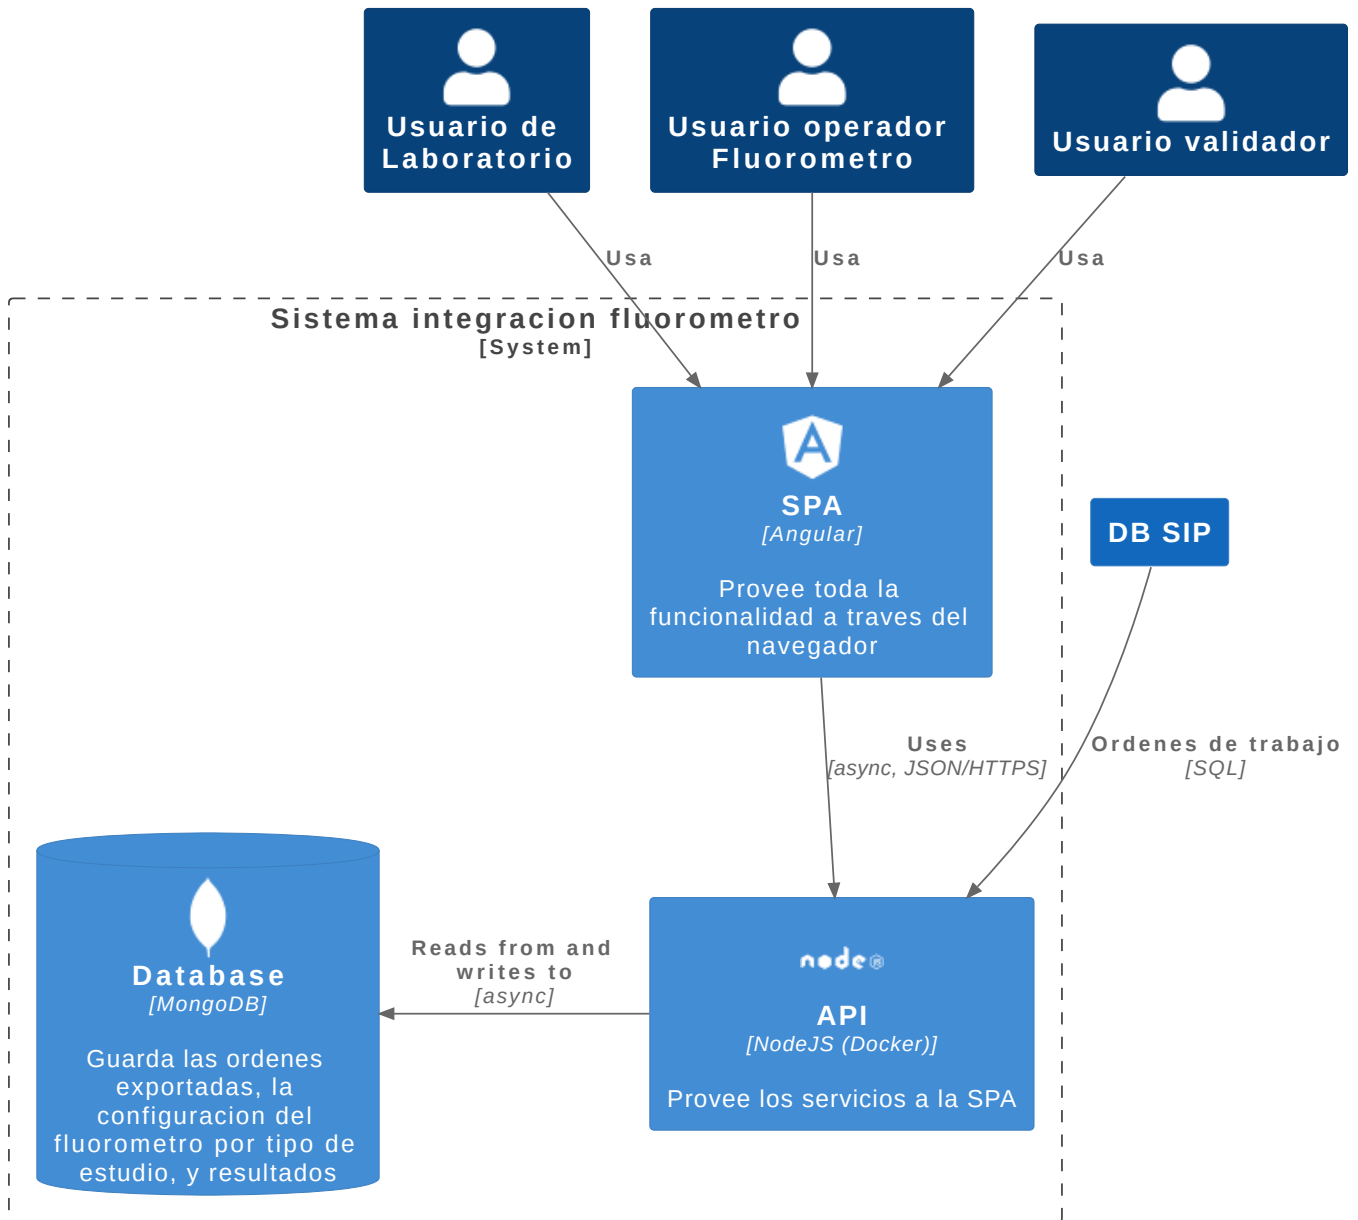 Usuario de
Laboratorio
Usuario operador
Fluorometro
Usuario validador
Usa
Usa
Usa
Sistema integracion fluorometro
[System]
SPA
[Angular]
Provee toda la
funcionalidad a traves del
navegador
DB SIP
Uses
[async, JSON/HTTPS]
Ordenes de trabajo
[SQL]
Database
[MongoDB]
Guarda las ordenes
exportadas, la
configuracion del
fluorometro por tipo de
estudio, y resultados
Reads from and
writes to
[async]
node
JS
API
[NodeJS (Docker)]
Provee los servicios a la SPA